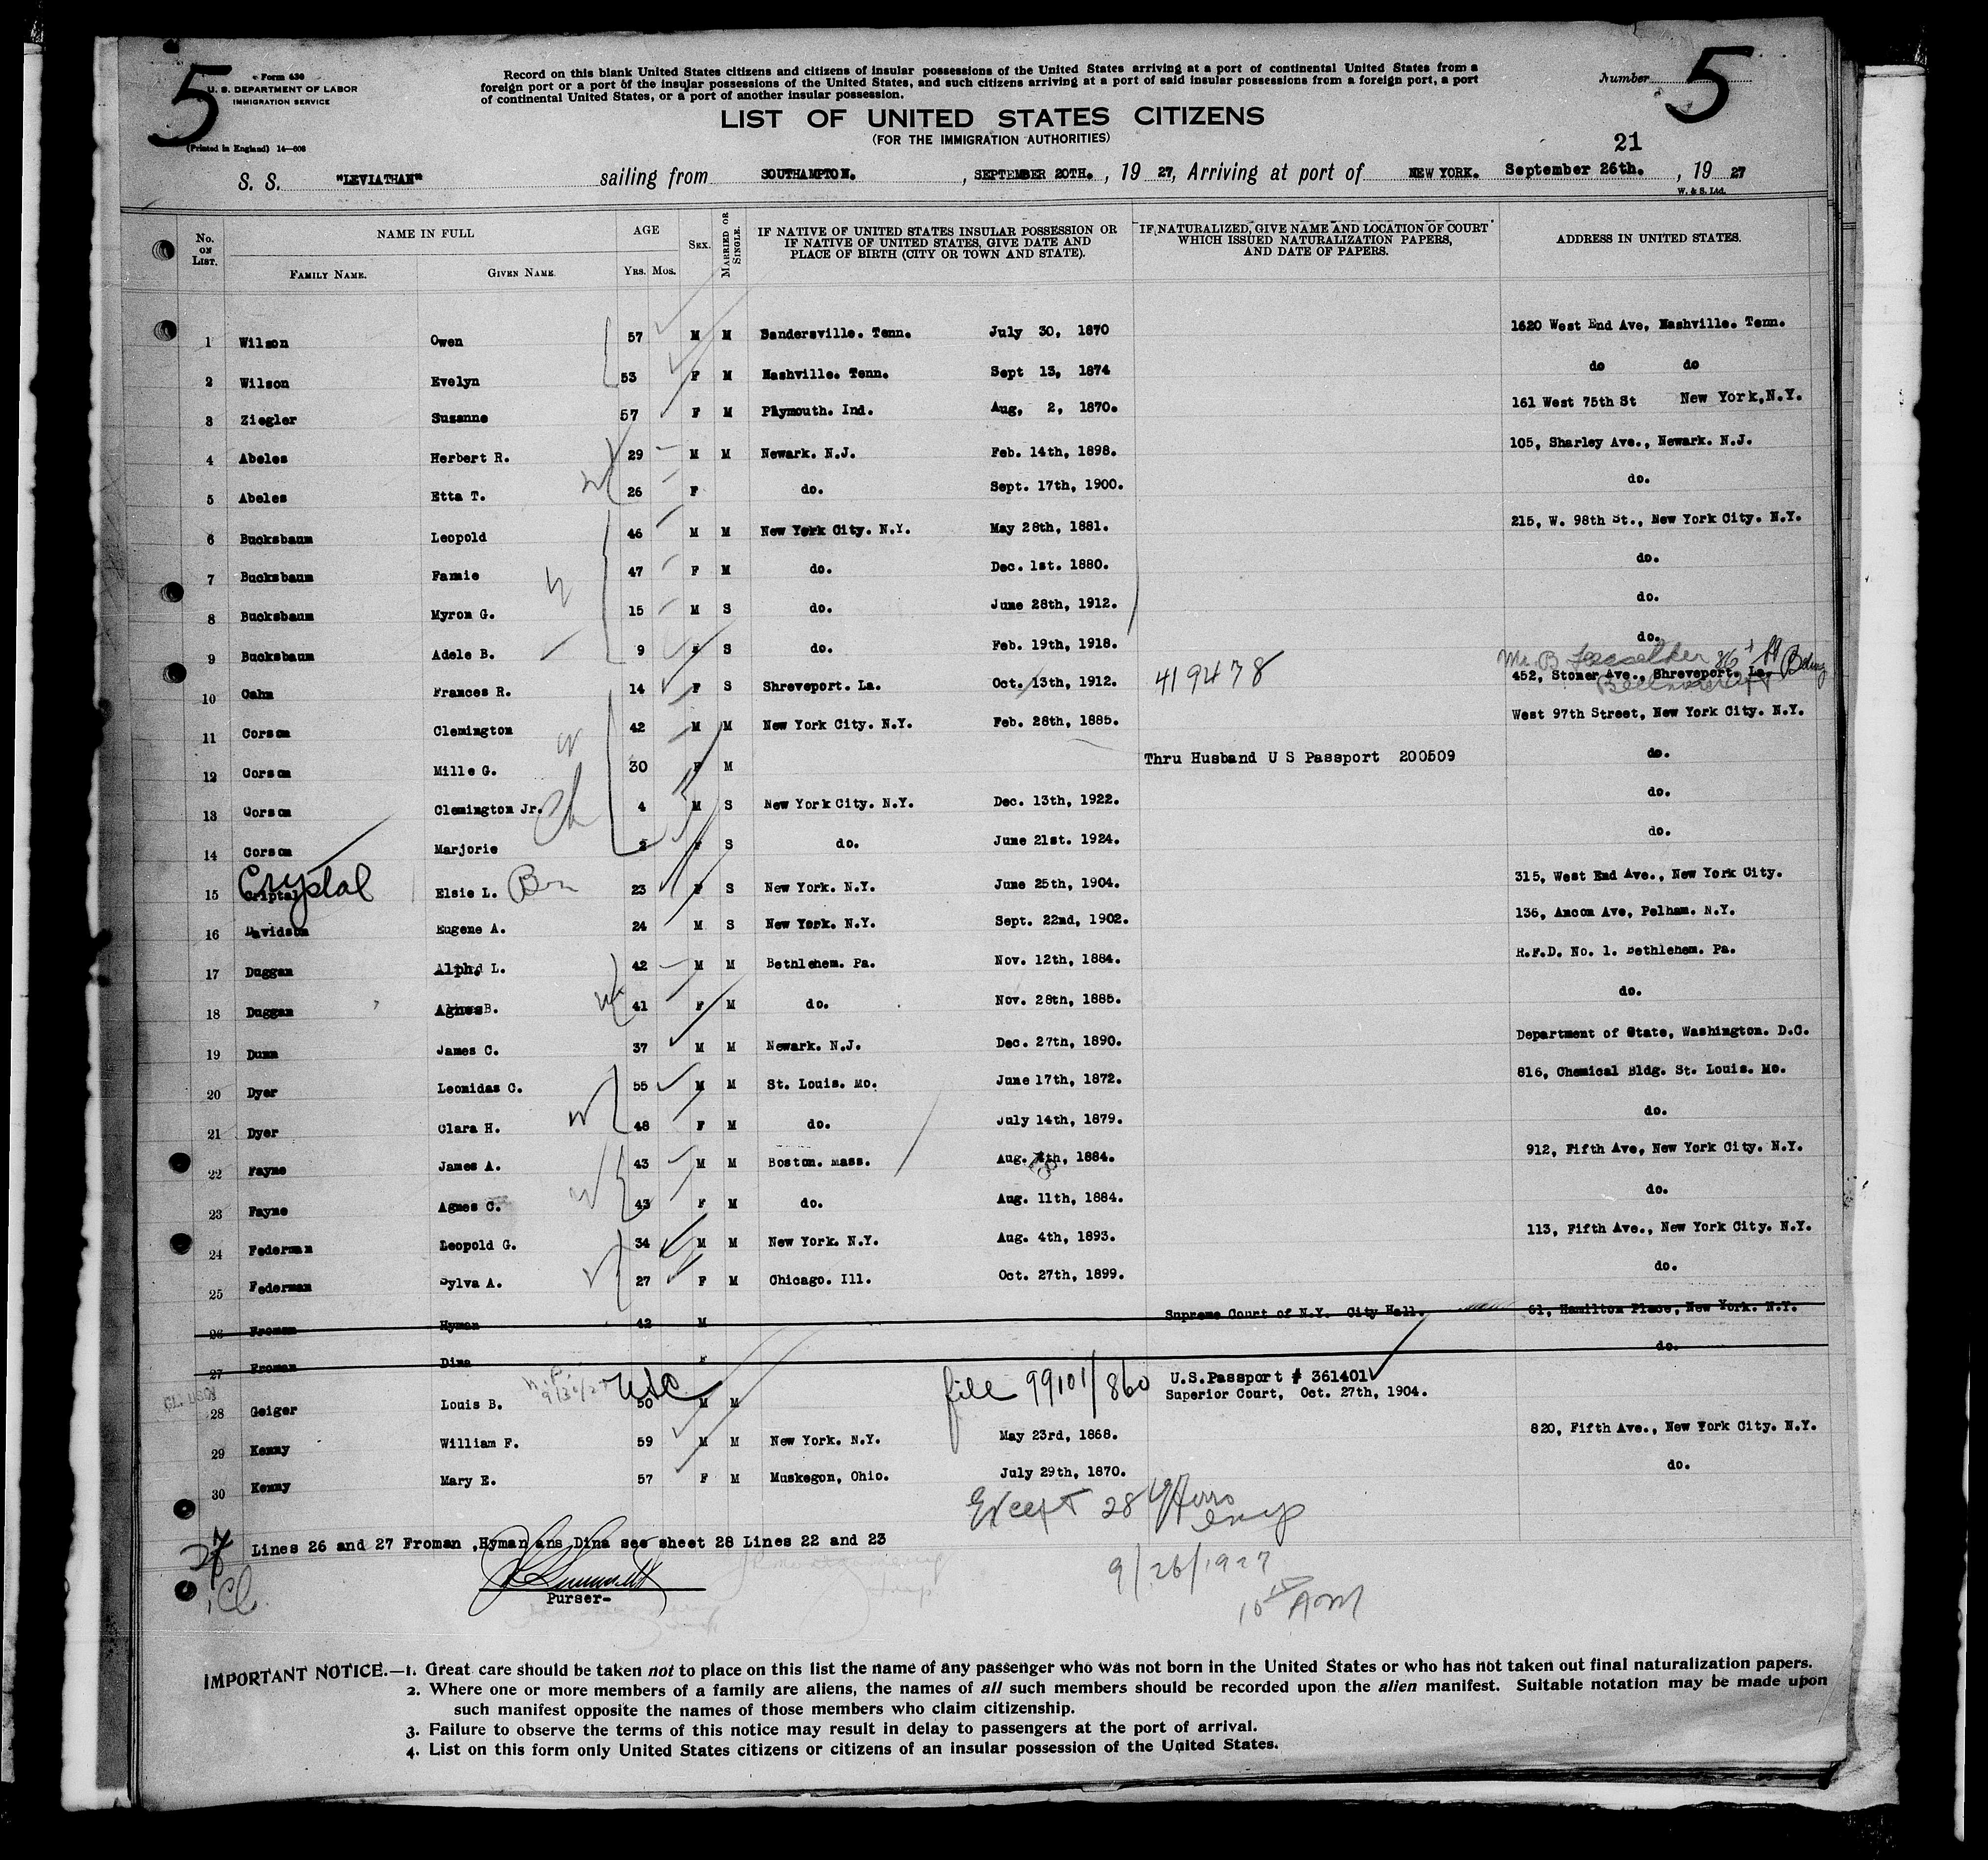 5
Form 630
U. S. DEPARTMENT OF LABOR
IMMIGRATION SERVICE
(Printed in England) 14—608
Record on this blank United States citizens and citizens of insular possessions of the United States arriving at a port of continental United States from a
foreign port or a port of the insular possessions of the United States, and such citizens arriving at a port of said insular possessions from a foreign port, a port
of continental United States, or a port of another insular possession.
Number 5
LIST OF UNITED STATES CITIZENS
(FOR THE IMMIGRATION AUTHORITIES)
21
S. S. "LEVIATHAN" sailing from SOUTHAMPTON. , SEPTEMBER 20TH. , 19 27, Arriving at port of NEW YORK. September 26th. , 19 27
W. & S. Ltd.
No. ON LIST. NAME IN FULL FAMILY NAME. GIVEN NAME. AGE YRS. MOS. SEX. MARRIED OR SINGLE. IF NATIVE OF UNITED STATES INSULAR POSSESSION OR IF NATIVE OF UNITED STATES, GIVE DATE AND PLACE OF BIRTH (CITY OR TOWN AND STATE). IF NATURALIZED, GIVE NAME AND LOCATION OF COURT WHICH ISSUED NATURALIZATION PAPERS, AND DATE OF PAPERS. ADDRESS IN UNITED STATES.
1 Wilson Owen 57 M M Sandersville. Tenn. July 30, 1870 1620 West End Ave, Nashville. Tenn.
2 Wilson Evelyn 53 F M Nashville. Tenn. Sept 13, 1874 do do
3 Ziegler Suzanne 57 F M Plymouth. Ind. Aug, 2, 1870. 161 West 75th St New York,N.Y.
4 Abeles Herbert R. 29 M M Newark. N.J. Feb. 14th, 1898. 105, Sharley Ave., Newark. N.J.
5 Abeles Etta T. 26 F do. Sept. 17th, 1900. do.
6 Bucksbaum Leopold 46 M M New York City. N.Y. May 28th, 1881. 215, W. 98th St., New York City. N.Y.
7 Bucksbaum Famie 47 F M do. Dec. 1st. 1880. do.
8 Bucksbaum Myron G. 15 M S do. June 28th, 1912. do.
9 Bucksbaum Adele B. 9 F S do. Feb. 19th, 1918. do.
10 Cahn Frances R. 14 F S Shreveport. La. Oct. 13th, 1912. 419478 452, Stoner Ave., Shreveport. La.
11 Corson Clemington 42 M M New York City. N.Y. Feb. 28th, 1885. West 97th Street, New York City. N.Y.
12 Corson Mille G. 30 F M Thru Husband U S Passport 200509 do.
13 Corson Clemington Jr. 4 M S New York City. N.Y. Dec. 13th, 1922. do.
14 Corson Marjorie F S do. June 21st. 1924. do.
15 Crystal Elsie L. 23 F S New York. N.Y. June 25th, 1904. 315, West End Ave., New York City.
16 Davidson Eugene A. 24 M S New York. N.Y. Sept. 22nd, 1902. 136, Ancon Ave, Pelham. N.Y.
17 Duggan L. 42 M M Bethlehem. Pa. Nov. 12th, 1884. R.F.D. No. 1. Bethlehem. Pa.
18 Duggan B. 41 F M do. Nov. 28th, 1885. do.
19 Dunn James C. 37 M M Newark. N.J. Dec. 27th, 1890. Department of State, Washington. D.C.
20 Dyer Leonidas C. 55 M M St. Louis. Mo. June 17th, 1872. 816, Chemical Bldg. St. Louis. Mo.
21 Dyer Clara H. 48 F M do. July 14th, 1879. do.
22 Fayne James A. 43 M M Boston. Mass. Aug. 1884. 912, Fifth Ave, New York City. N.Y.
23 Fayne Agnes C. 43 F M do. Aug. 11th, 1884. do.
24 Federman Leopold G. 34 M M New York. N.Y. Aug. 4th, 1893. 113, Fifth Ave., New York City. N.Y.
25 Federman Sylva A. 27 F M Chicago. Ill. Oct. 27th, 1899. do.
26 Froman Hyman 42 M Supreme Court of N.Y. City Hall. 61, Hamilton Place, New York. N.Y.
27 Froman Dina F do.
USC file 99101/860 U.S.Passport # 361401
28 Geiger Louis B. 50 M M Superior Court, Oct. 27th, 1904.
29 Kenny William F. 59 M M New York. N.Y. May 23rd, 1868. 820, Fifth Ave., New York City. N.Y.
30 Kenny Mary E. 57 F M Muskegon, Ohio. July 29th, 1870. do.
Except 28
Lines 26 and 27 Froman ,Hyman ans Dina see sheet 28 Lines 22 and 23
9/26/1927
Purser-
IMPORTANT NOTICE.—1. Great care should be taken not to place on this list the name of any passenger who was not born in the United States or who has not taken out final naturalization papers.
2. Where one or more members of a family are aliens, the names of all such members should be recorded upon the alien manifest. Suitable notation may be made upon
such manifest opposite the names of those members who claim citizenship.
3. Failure to observe the terms of this notice may result in delay to passengers at the port of arrival.
4. List on this form only United States citizens or citizens of an insular possession of the United States.